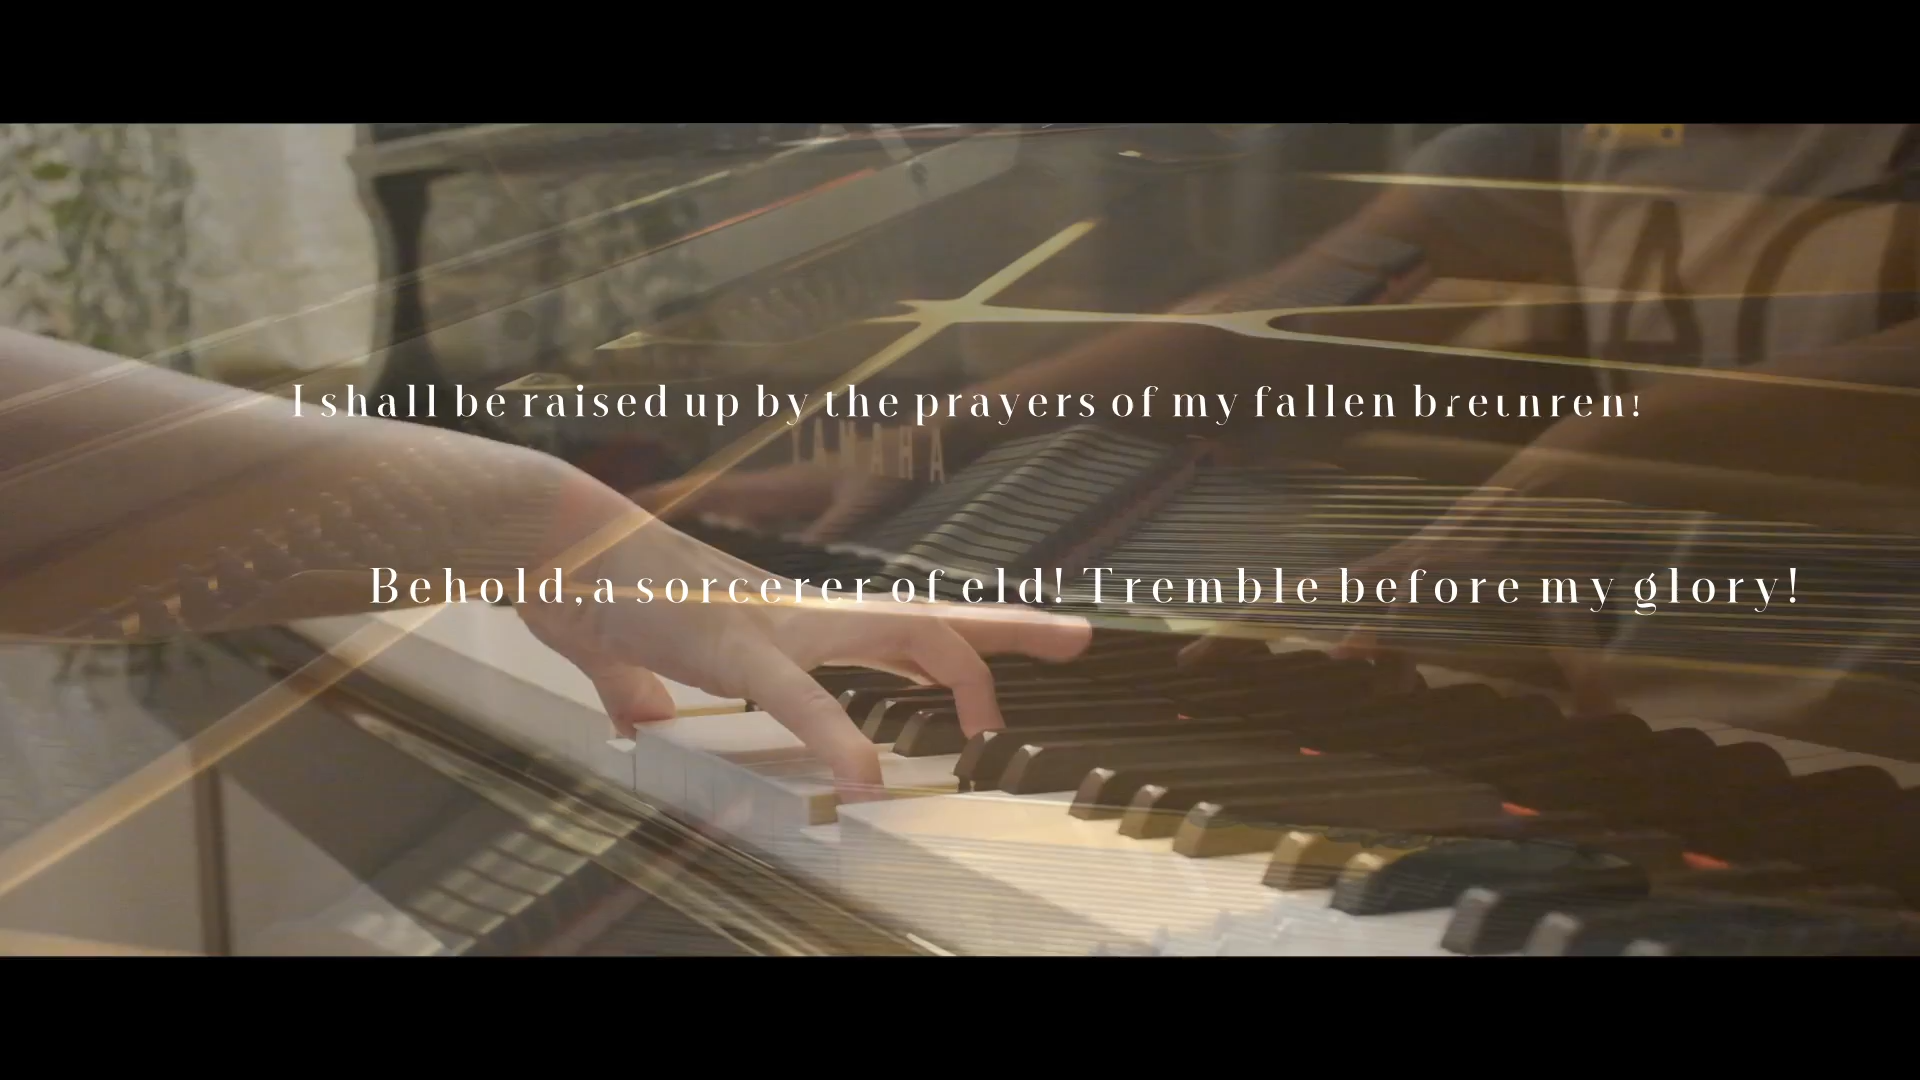 I shall be raised up by the prayers of my fallen brethren!
YAMAHA
Behold,a sorcerer of eld! Tremble before my glory!